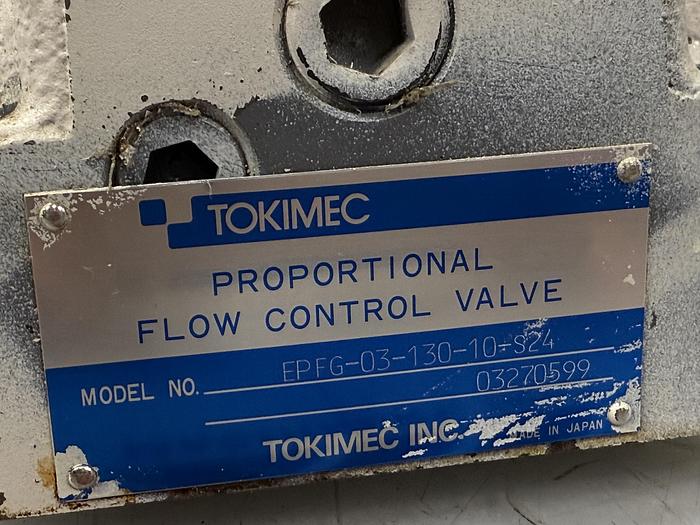 TOKIMEC
PROPORTIONAL
FLOW CONTROL VALVE
MODEL NO. EPFG-03-130-10-S24
03270599
TOKIMEC INC.
MADE IN JAPAN